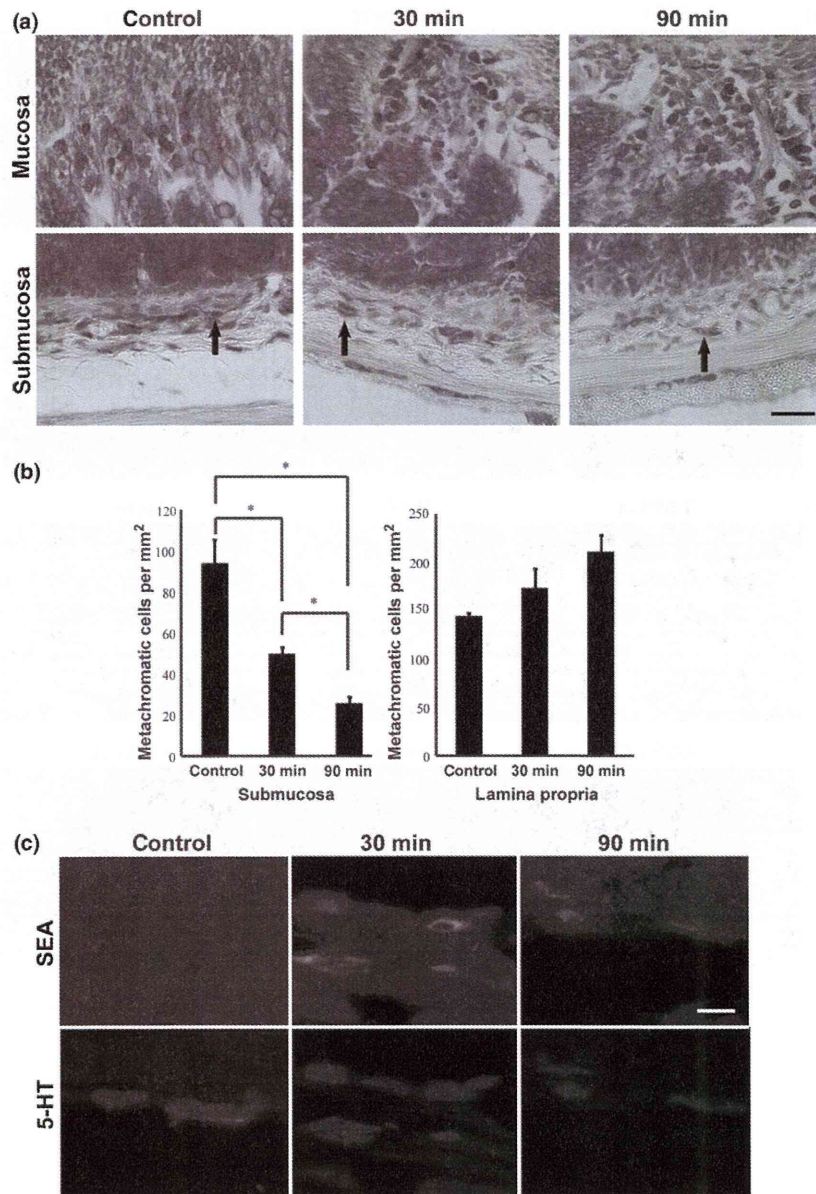 (a)
Control 30 min 90 min
Mucosa
Submucosa
(b)
Metachromatic cells per mm²
120
100
80
60
40
20
0
*
*
*
Control 30 min 90 min
Submucosa
Metachromatic cells per mm²
250
200
150
100
50
0
Control 30 min 90 min
Lamina propria
(c)
Control 30 min 90 min
SEA
5-HT